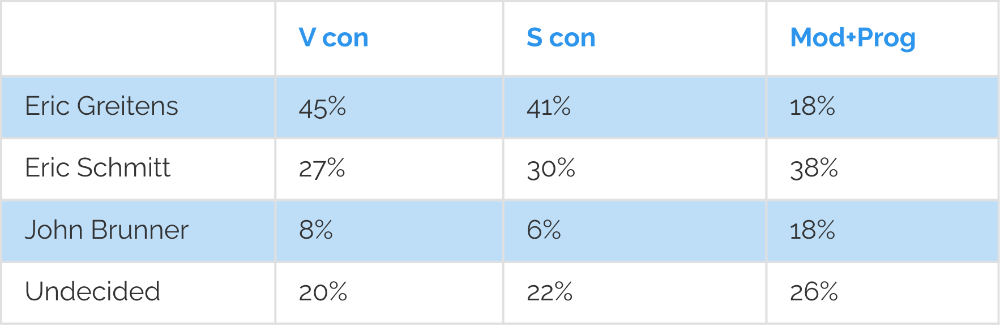 V con S con Mod+Prog
Eric Greitens 45% 41% 18%
Eric Schmitt 27% 30% 38%
John Brunner 8% 6% 18%
Undecided 20% 22% 26%